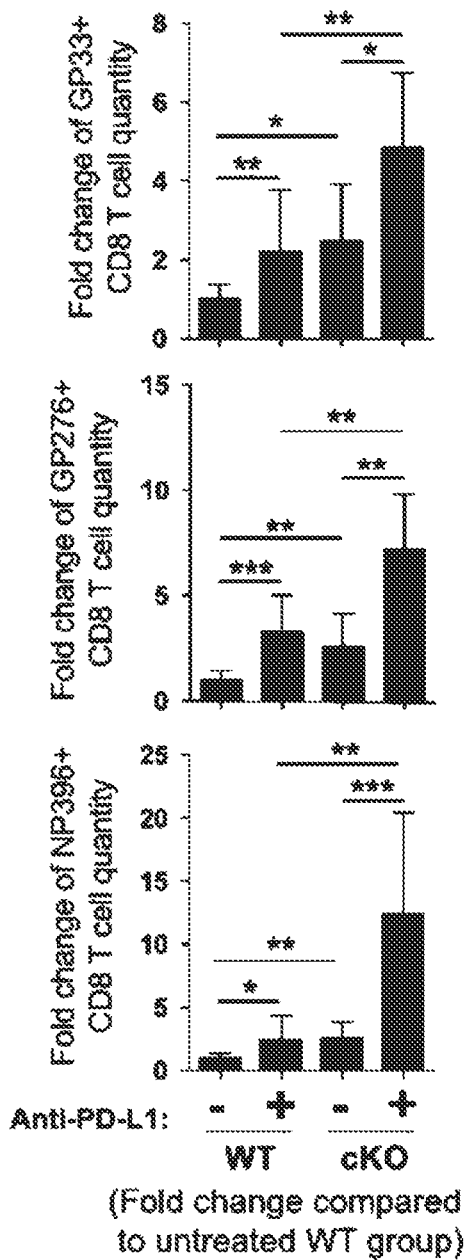 Fold change of GP33+
CD8 T cell quantity
8
6
4
2
0
**
*
*
**
Fold change of GP276+
CD8 T cell quantity
15
10
5
0
**
**
**
***
Fold change of NP396+
CD8 T cell quantity
25
20
15
10
5
0
**
***
**
*
Anti-PD-L1: - + - +
WT cKO
(Fold change compared
to untreated WT group)